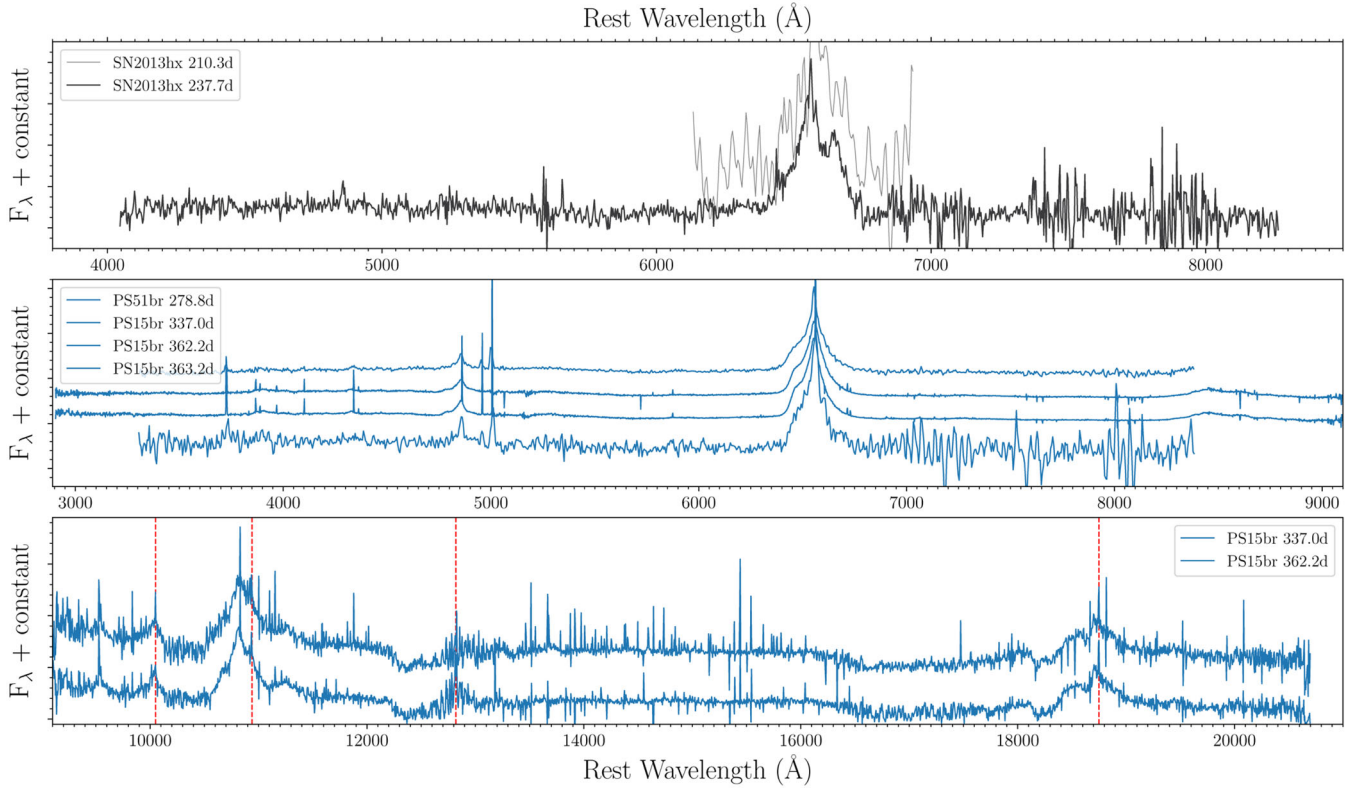 Rest Wavelength (Å)
F_λ + constant
SN2013hx 210.3d
SN2013hx 237.7d
4000 5000 6000 7000 8000
F_λ + constant
PS51br 278.8d
PS15br 337.0d
PS15br 362.2d
PS15br 363.2d
3000 4000 5000 6000 7000 8000 9000
F_λ + constant
PS15br 337.0d
PS15br 362.2d
10000 12000 14000 16000 18000 20000
Rest Wavelength (Å)